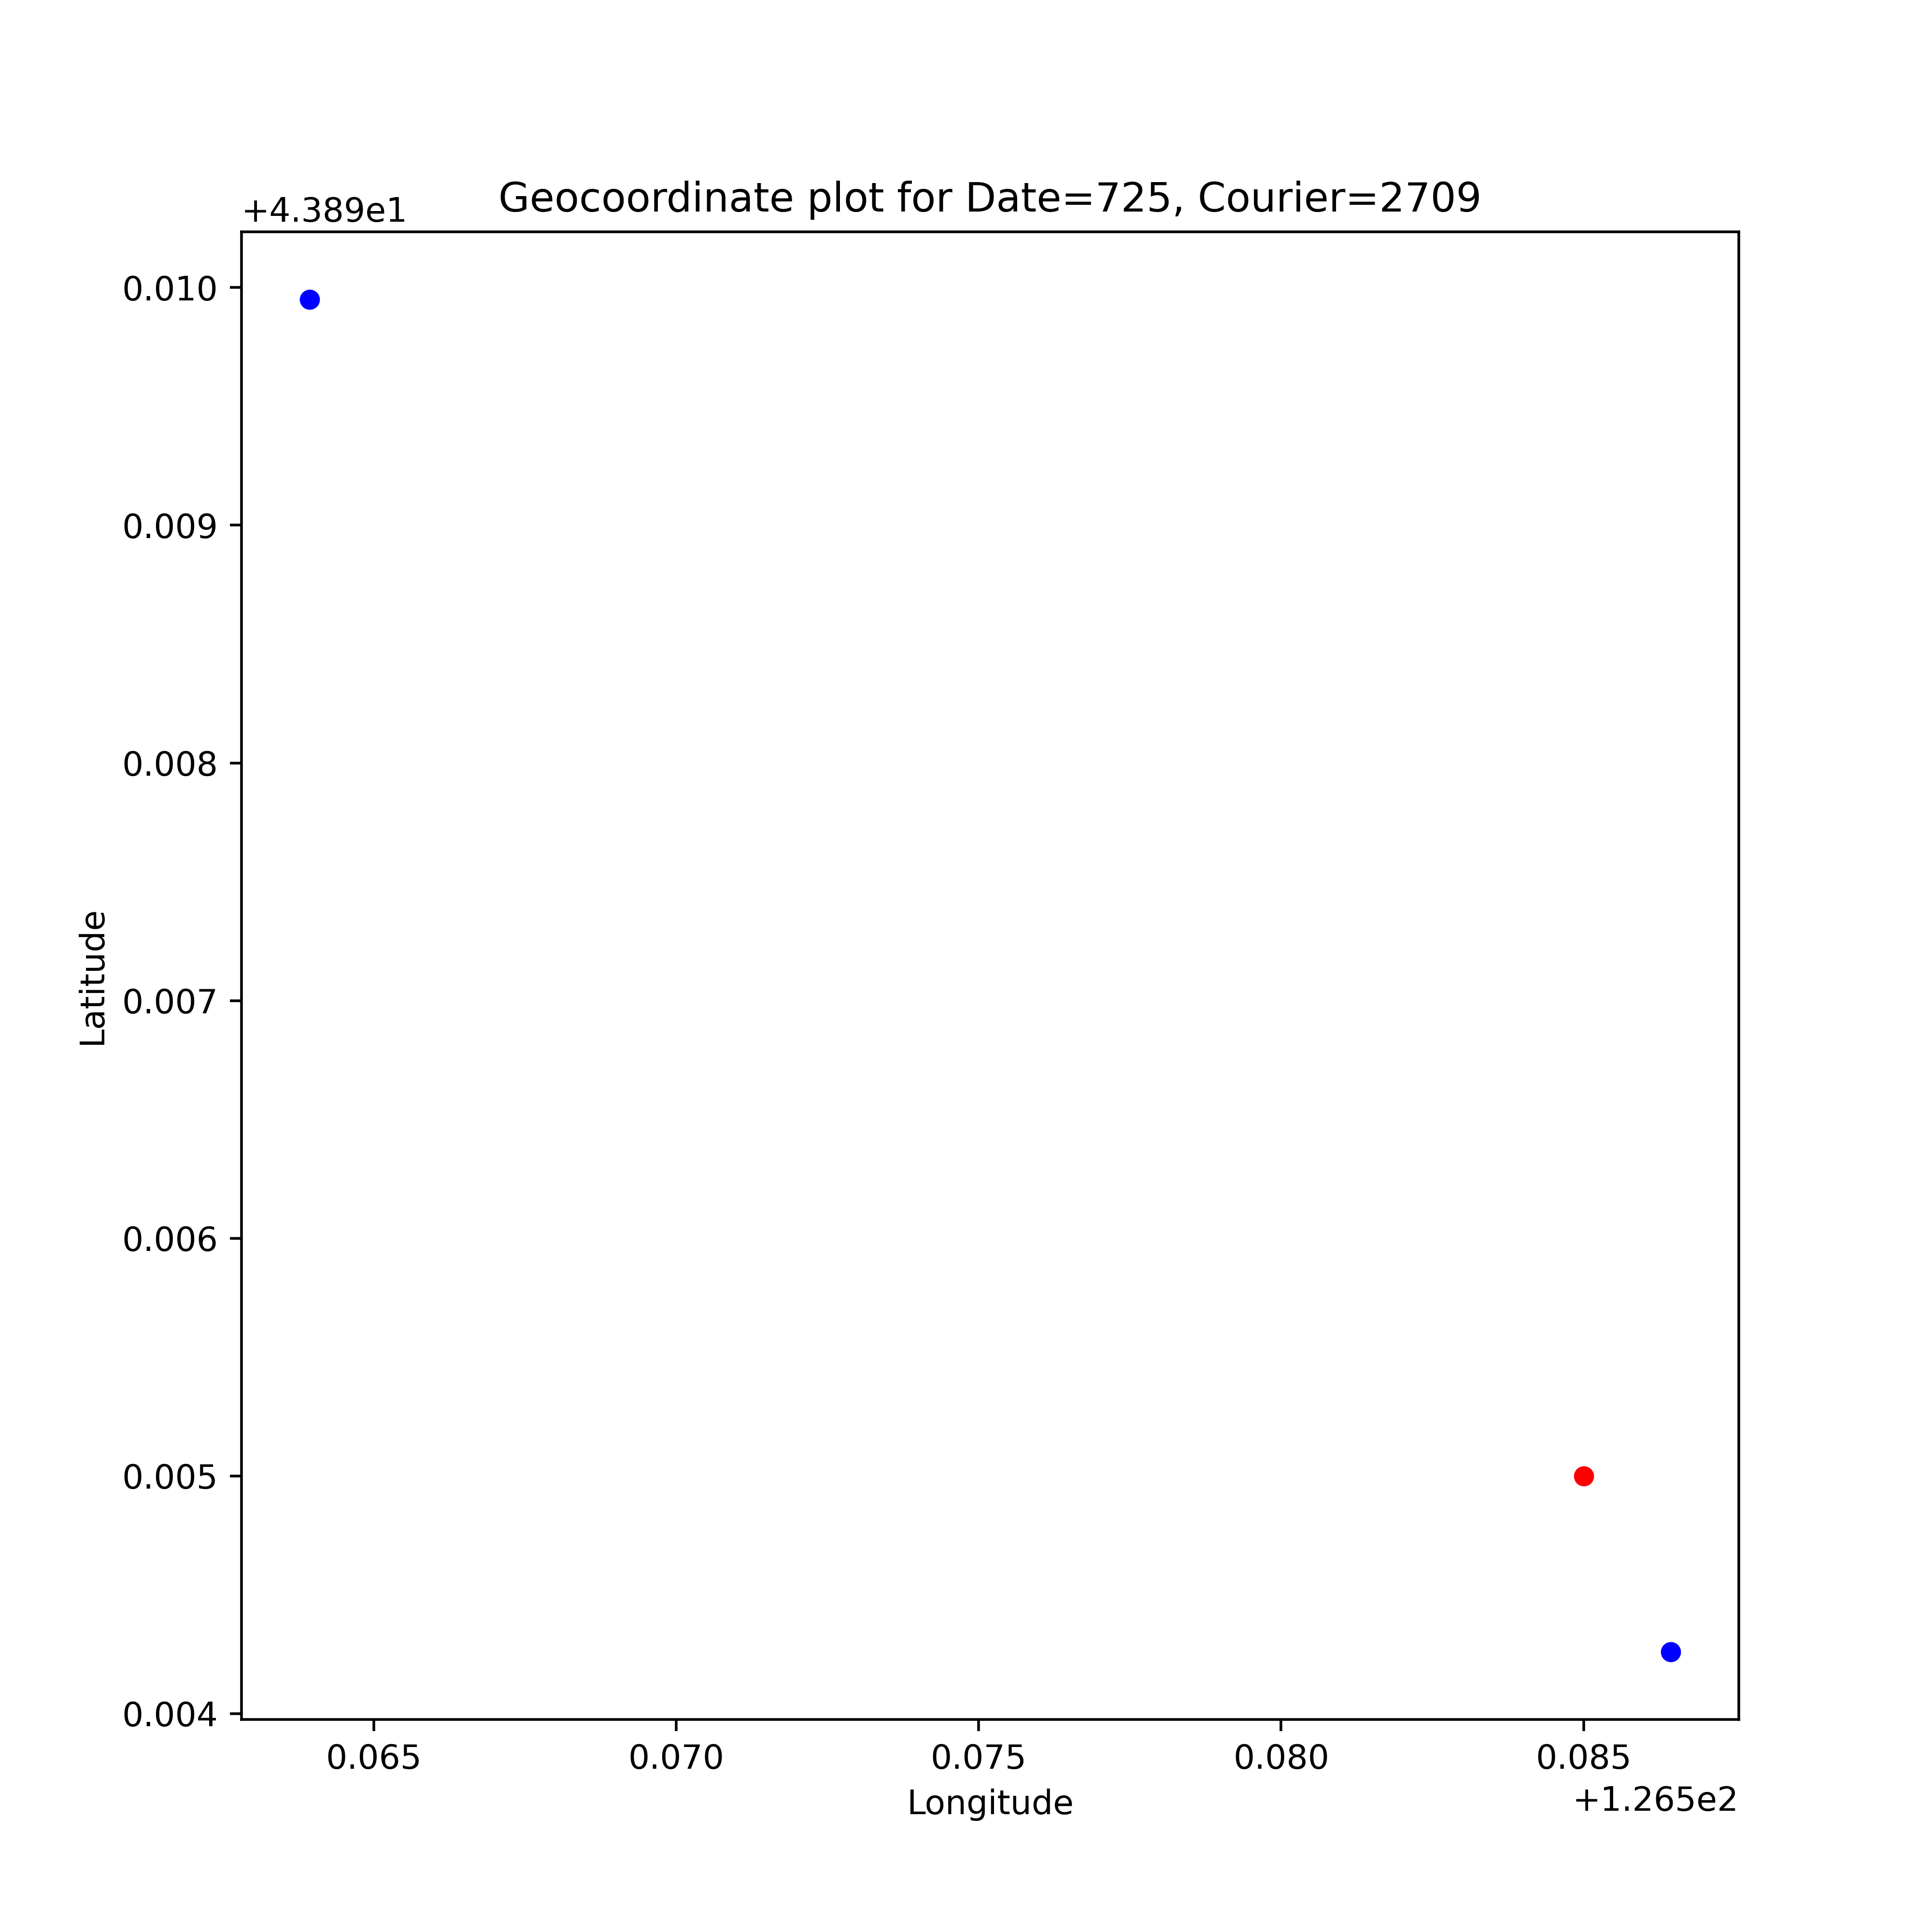 Geocoordinate plot for Date=725, Courier=2709
+4.389e1
0.010
0.009
0.008
0.007
0.006
0.005
0.004
Latitude
0.065 0.070 0.075 0.080 0.085
Longitude
+1.265e2